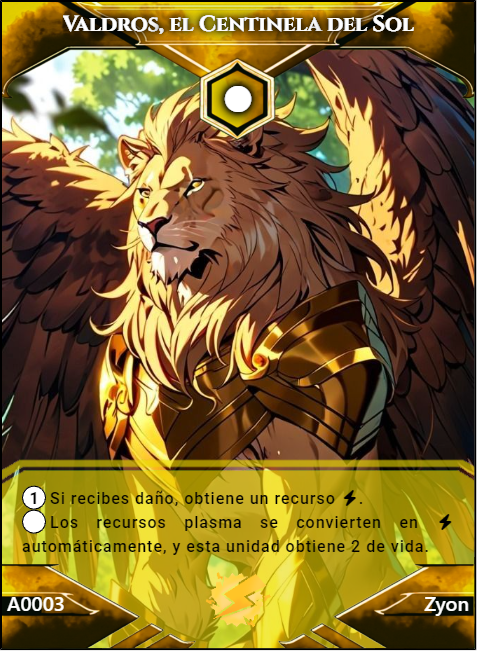 Valdros, el Centinela del Sol
1 Si recibes daño, obtiene un recurso ⚡.
Los recursos plasma se convierten en ⚡
automáticamente, y esta unidad obtiene 2 de vida.
A0003
Zyon